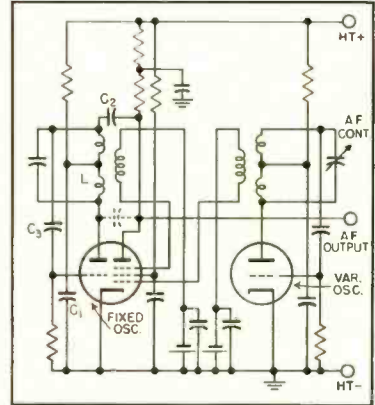 HT+
C2
AF
CONT.
L
C3
AF
OUTPUT
C1
FIXED
OSC.
VAR.
OSC.
HT-